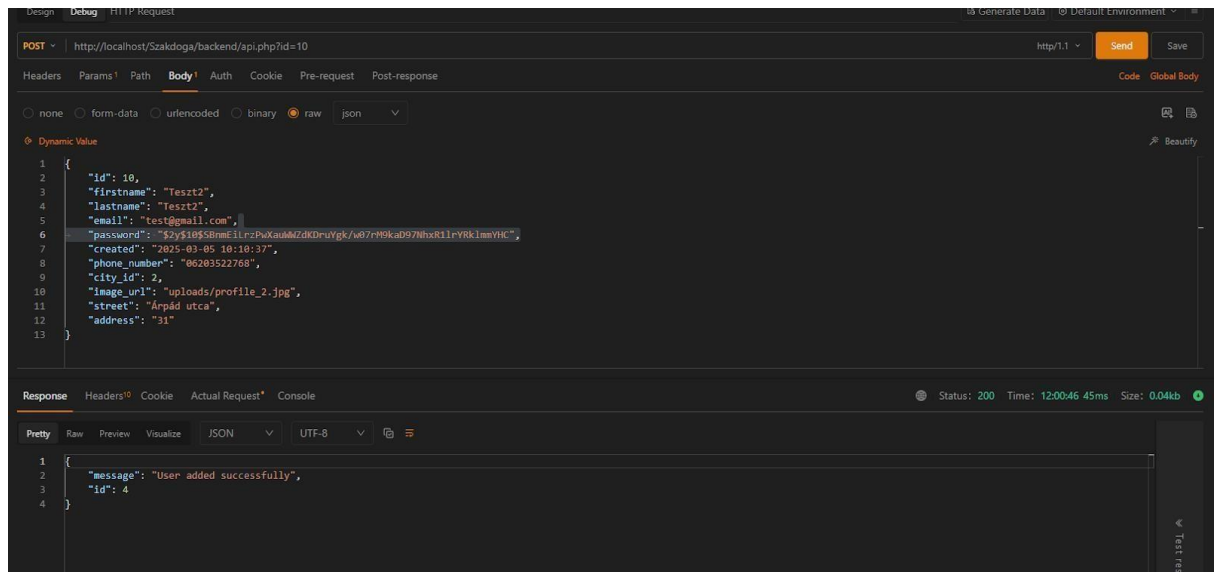 Design Debug HTTP Request Generate Data Default Environment
POST http://localhost/Szakdoga/backend/api.php?id=10 http/1.1 Send Save
Headers Params 1 Path Body 1 Auth Cookie Pre-request Post-response Code Global Body
none form-data urlencoded binary raw json
Dynamic Value Beautify
1 {
2 "id": 10,
3 "firstname": "Teszt2",
4 "lastname": "Teszt2",
5 "email": "test@gmail.com",
6 "password":
7 "created": "2025-03-05 10:10:37",
8 "phone_number": "06203522768",
9 "city_id": 2,
10 "image_url": "uploads/profile_2.jpg",
11 "street": "Árpád utca",
12 "address": "31"
13 }
Response Headers 10 Cookie Actual Request Console Status: 200 Time: 12:00:46 45ms Size: 0.04kb
Pretty Raw Preview Visualize JSON UTF-8
1 {
2 "message": "User added successfully",
3 "id": 4
4 }
Test res